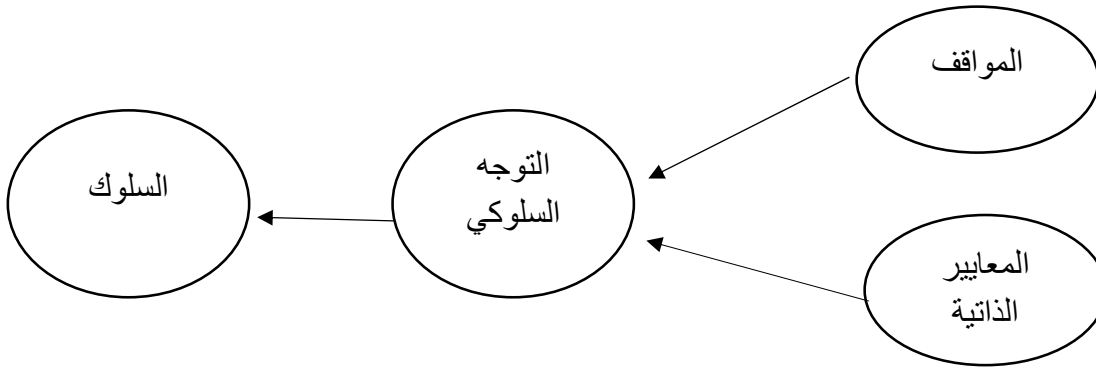 المواقف
المعايير
الذاتية
التوجه
السلوكي
السلوك